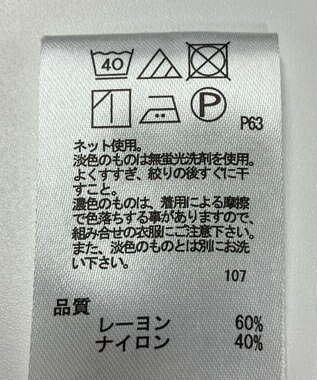 40
P
P63
ネット使用。
淡色のものは無蛍光洗剤を使用。
よくすすぎ、絞りの後すぐに干
すこと。
濃色のものは、着用による摩擦
で色落ちする事がありますので、
組み合せの衣服にご注意下さい。
また、淡色のものとは別にお洗
い下さい。
107
品質
レーヨン 60%
ナイロン 40%